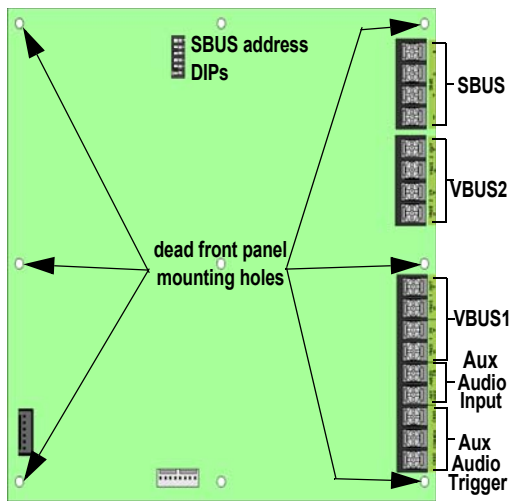 SBUS address
DIPs
SBUS
VBUS2
dead front panel
mounting holes
VBUS1
Aux
Audio
Input
Aux
Audio
Trigger